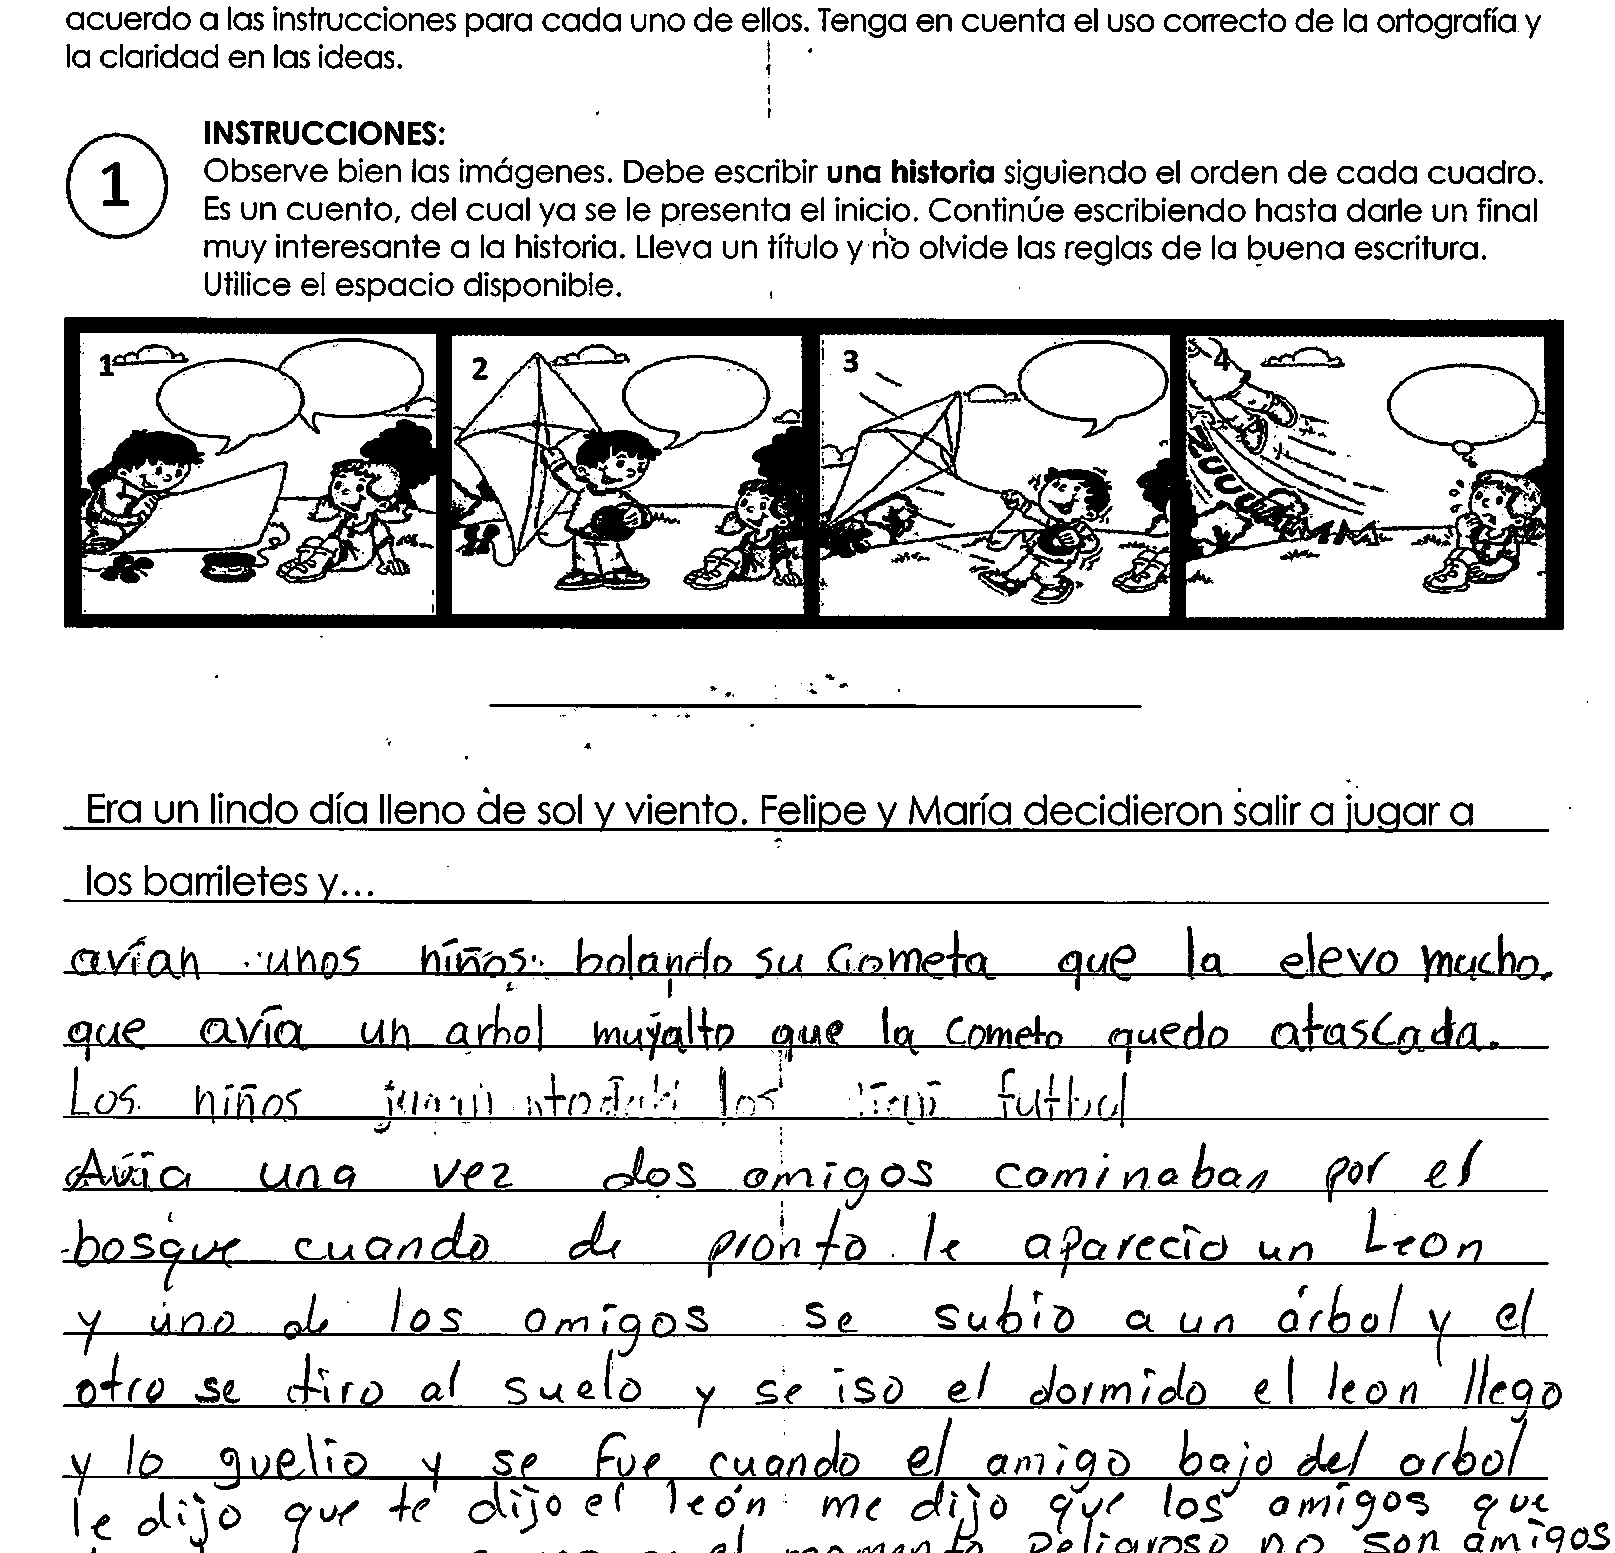 acuerdo a las instrucciones para cada uno de ellos. Tenga en cuenta el uso correcto de la ortografía y
la claridad en las ideas.
1
INSTRUCCIONES:
Observe bien las imágenes. Debe escribir una historia siguiendo el orden de cada cuadro.
Es un cuento, del cual ya se le presenta el inicio. Continúe escribiendo hasta darle un final
muy interesante a la historia. Lleva un título y no olvide las reglas de la buena escritura.
Utilice el espacio disponible.
1 2 3 4
Era un lindo día lleno de sol y viento. Felipe y María decidieron salir a jugar a
los barriletes y...
avían unos niños bolando su Cometa que la elevo mucho.
que avía un arbol muy alto que la cometa quedo atascada.
Los niños los futbol
Avia una vez dos amigos caminaban por el
bosque cuando de pronto le aparecio un Leon
y uno de los amigos se subio a un árbol y el
otro se tiro al suelo y se iso el dormido el leon llego
y lo guelio y se fue cuando el amigo bajo del arbol
le dijo que te dijo el león me dijo que los amigos que
el momento peligroso no son amigos